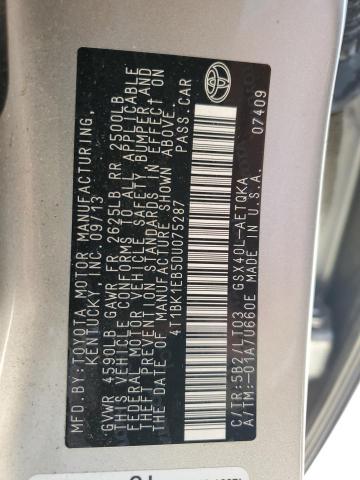 MFD.BY:TOYOTA MOTOR MANUFACTURING,
KENTUCKY, INC. 09/13
GVWR 4590LB GAWR FR 2625LB RR 2500LB
THIS VEHICLE CONFORMS TO ALL APPLICABLE
FEDERAL MOTOR VEHICLE SAFETY, BUMPER AND
THEFT PREVENTION STANDARDS IN EFFECT ON
THE DATE OF MANUFACTURE SHOWN ABOVE.
4T1BK1EB5DU075287 PASS.CAR
C/TR:5B2/LT03 GSX40L-AETQKA
A/TM:-01A/U660E MADE IN U.S.A.
07409